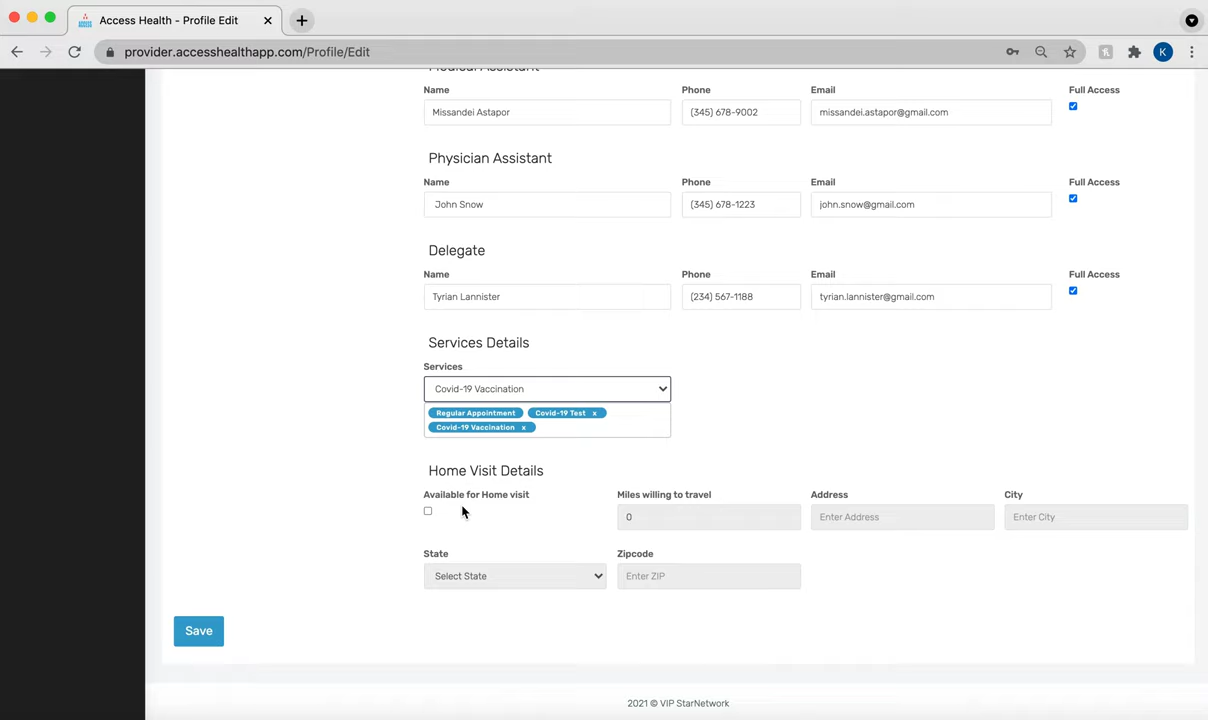 Access Health - Profile Edit
provider.accesshealthapp.com/Profile/Edit
K
Medical Assistant
Name Phone Email Full Access
Missandei Astapor (345) 678-9002 missandei.astapor@gmail.com
Physician Assistant
Name Phone Email Full Access
John Snow (345) 678-1223 john.snow@gmail.com
Delegate
Name Phone Email Full Access
Tyrian Lannister (234) 567-1188 tyrian.lannister@gmail.com
Services Details
Services
Covid-19 Vaccination
Regular Appointment Covid-19 Test x
Covid-19 Vaccination x
Home Visit Details
Available for Home visit Miles willing to travel Address City
0 Enter Address Enter City
State Zipcode
Select State Enter ZIP
Save
2021 © VIP StarNetwork